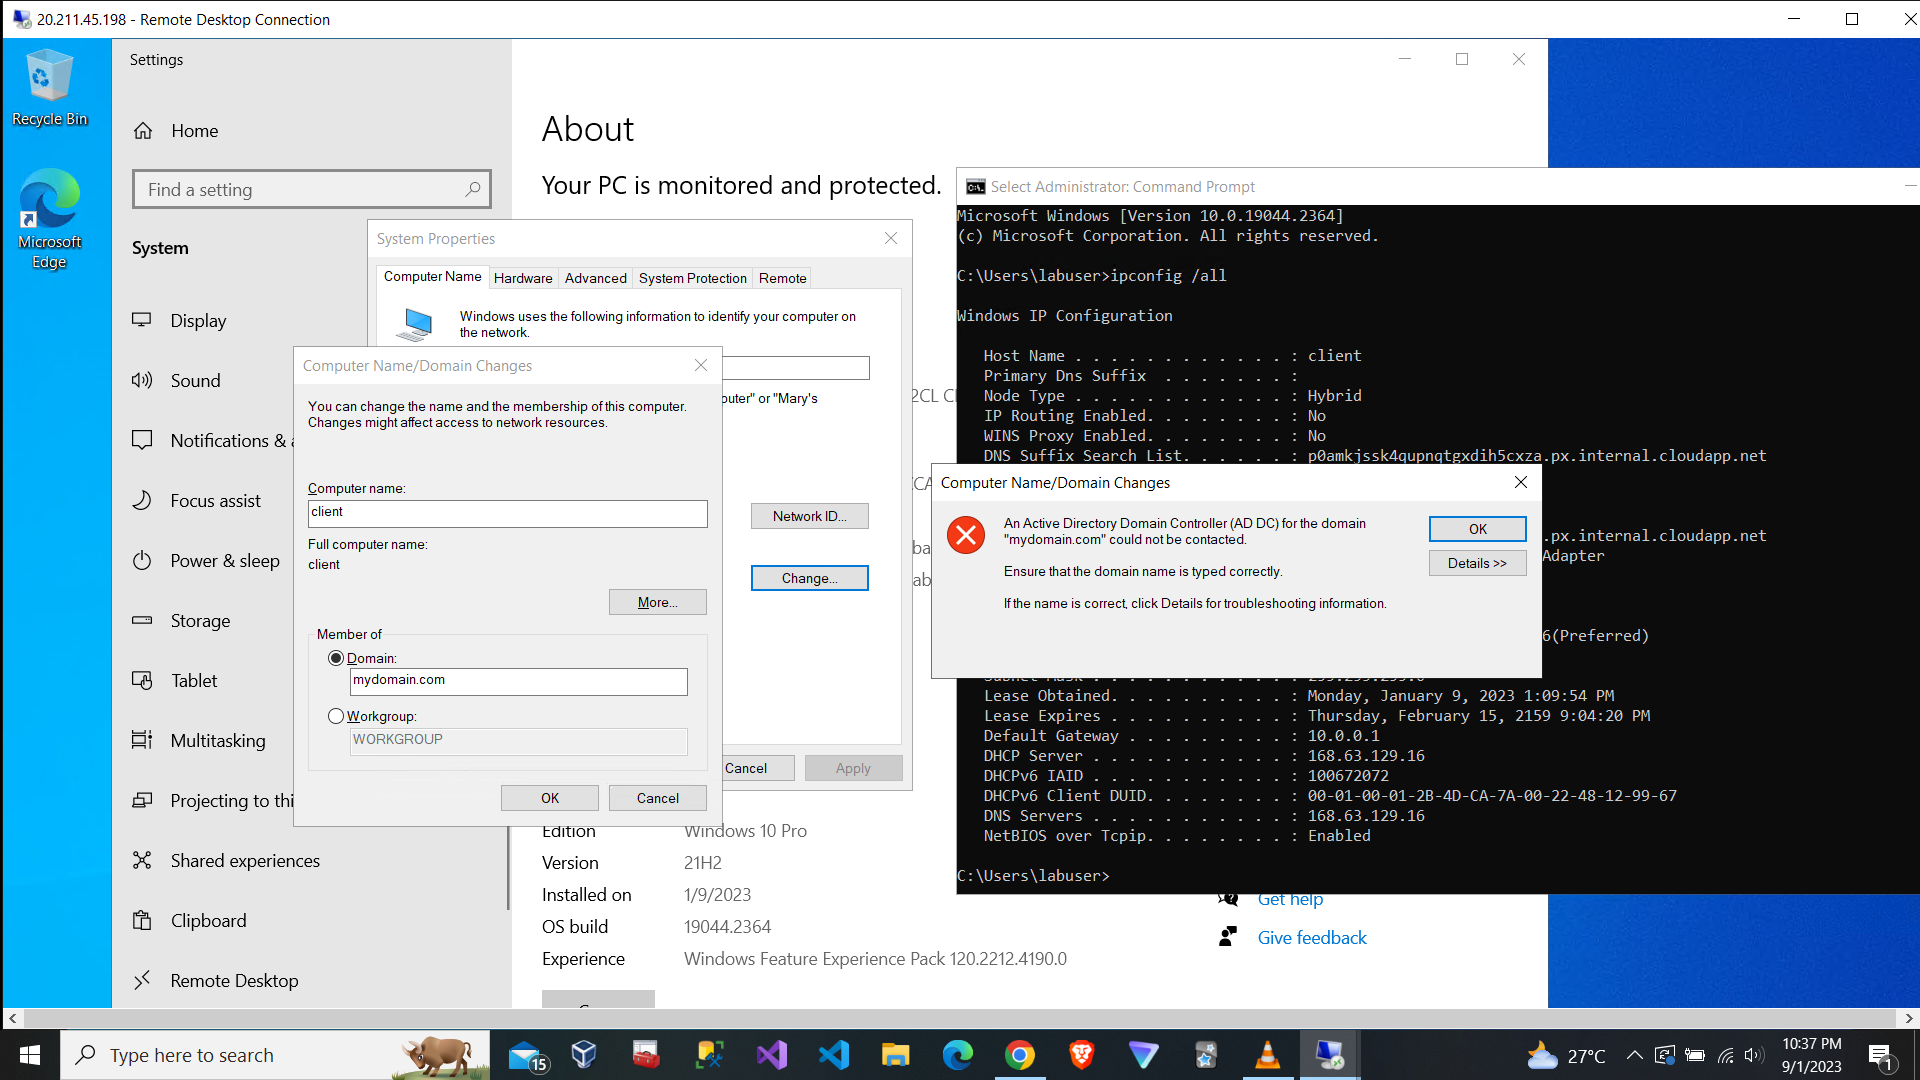 20.211.45.198 - Remote Desktop Connection
Recycle Bin
Microsoft
Edge
Settings
Home
Find a setting
System
Display
Sound
Notifications & a
Focus assist
Power & sleep
Storage
Tablet
Multitasking
Projecting to thi
Shared experiences
Clipboard
Remote Desktop
About
Your PC is monitored and protected.
2CL
Edition Windows 10 Pro
Version 21H2
Installed on 1/9/2023
OS build 19044.2364
Experience Windows Feature Experience Pack 120.2212.4190.0
Get help
Give feedback
System Properties
Computer Name Hardware Advanced System Protection Remote
Windows uses the following information to identify your computer on
the network.
puter" or "Mary's
Network ID...
Change...
Cancel Apply
Computer Name/Domain Changes
You can change the name and the membership of this computer.
Changes might affect access to network resources.
Computer name:
client
Full computer name:
client
More...
Member of
Domain:
mydomain.com
Workgroup:
WORKGROUP
OK Cancel
Select Administrator: Command Prompt
Microsoft Windows [Version 10.0.19044.2364]
(c) Microsoft Corporation. All rights reserved.
C:\Users\labuser>ipconfig /all
Windows IP Configuration
Host Name . . . . . . . . . . . . : client
Primary Dns Suffix . . . . . . . :
Node Type . . . . . . . . . . . . : Hybrid
IP Routing Enabled. . . . . . . . : No
WINS Proxy Enabled. . . . . . . . : No
DNS Suffix Search List. . . . . . : p0amkjssk4qupnqtgxdih5cxza.px.internal.cloudapp.net
.px.internal.cloudapp.net
Adapter
6(Preferred)
Lease Obtained. . . . . . . . . . : Monday, January 9, 2023 1:09:54 PM
Lease Expires . . . . . . . . . . : Thursday, February 15, 2159 9:04:20 PM
Default Gateway . . . . . . . . . : 10.0.0.1
DHCP Server . . . . . . . . . . . : 168.63.129.16
DHCPv6 IAID . . . . . . . . . . . : 100672072
DHCPv6 Client DUID. . . . . . . . : 00-01-00-01-2B-4D-CA-7A-00-22-48-12-99-67
DNS Servers . . . . . . . . . . . : 168.63.129.16
NetBIOS over Tcpip. . . . . . . . : Enabled
C:\Users\labuser>
Computer Name/Domain Changes
An Active Directory Domain Controller (AD DC) for the domain
"mydomain.com" could not be contacted.
Ensure that the domain name is typed correctly.
If the name is correct, click Details for troubleshooting information.
OK
Details >>
Type here to search
15
27°C
10:37 PM
9/1/2023
1